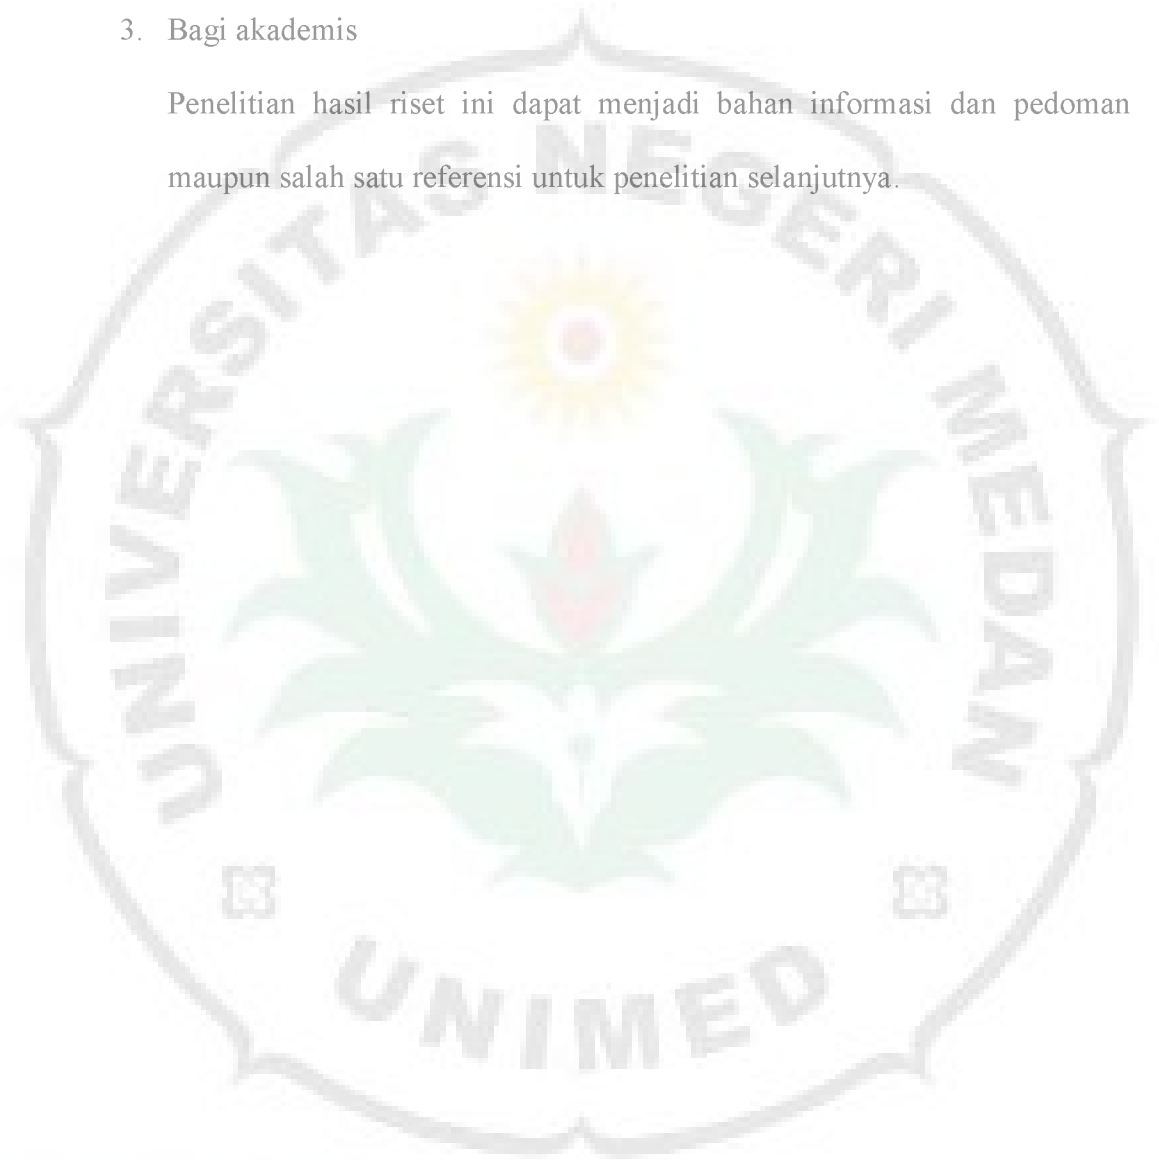 3. Bagi akademis
Penelitian hasil riset ini dapat menjadi bahan informasi dan pedoman
maupun salah satu referensi untuk penelitian selanjutnya.
UNIVERSITAS NEGERI MEDAN
UNIMED